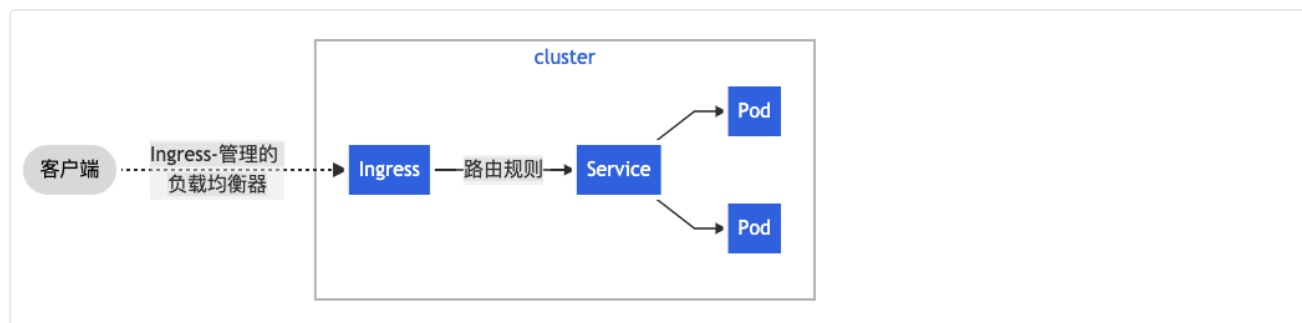 cluster
Pod
客户端
Ingress-管理的
负载均衡器
Ingress
路由规则
Service
Pod